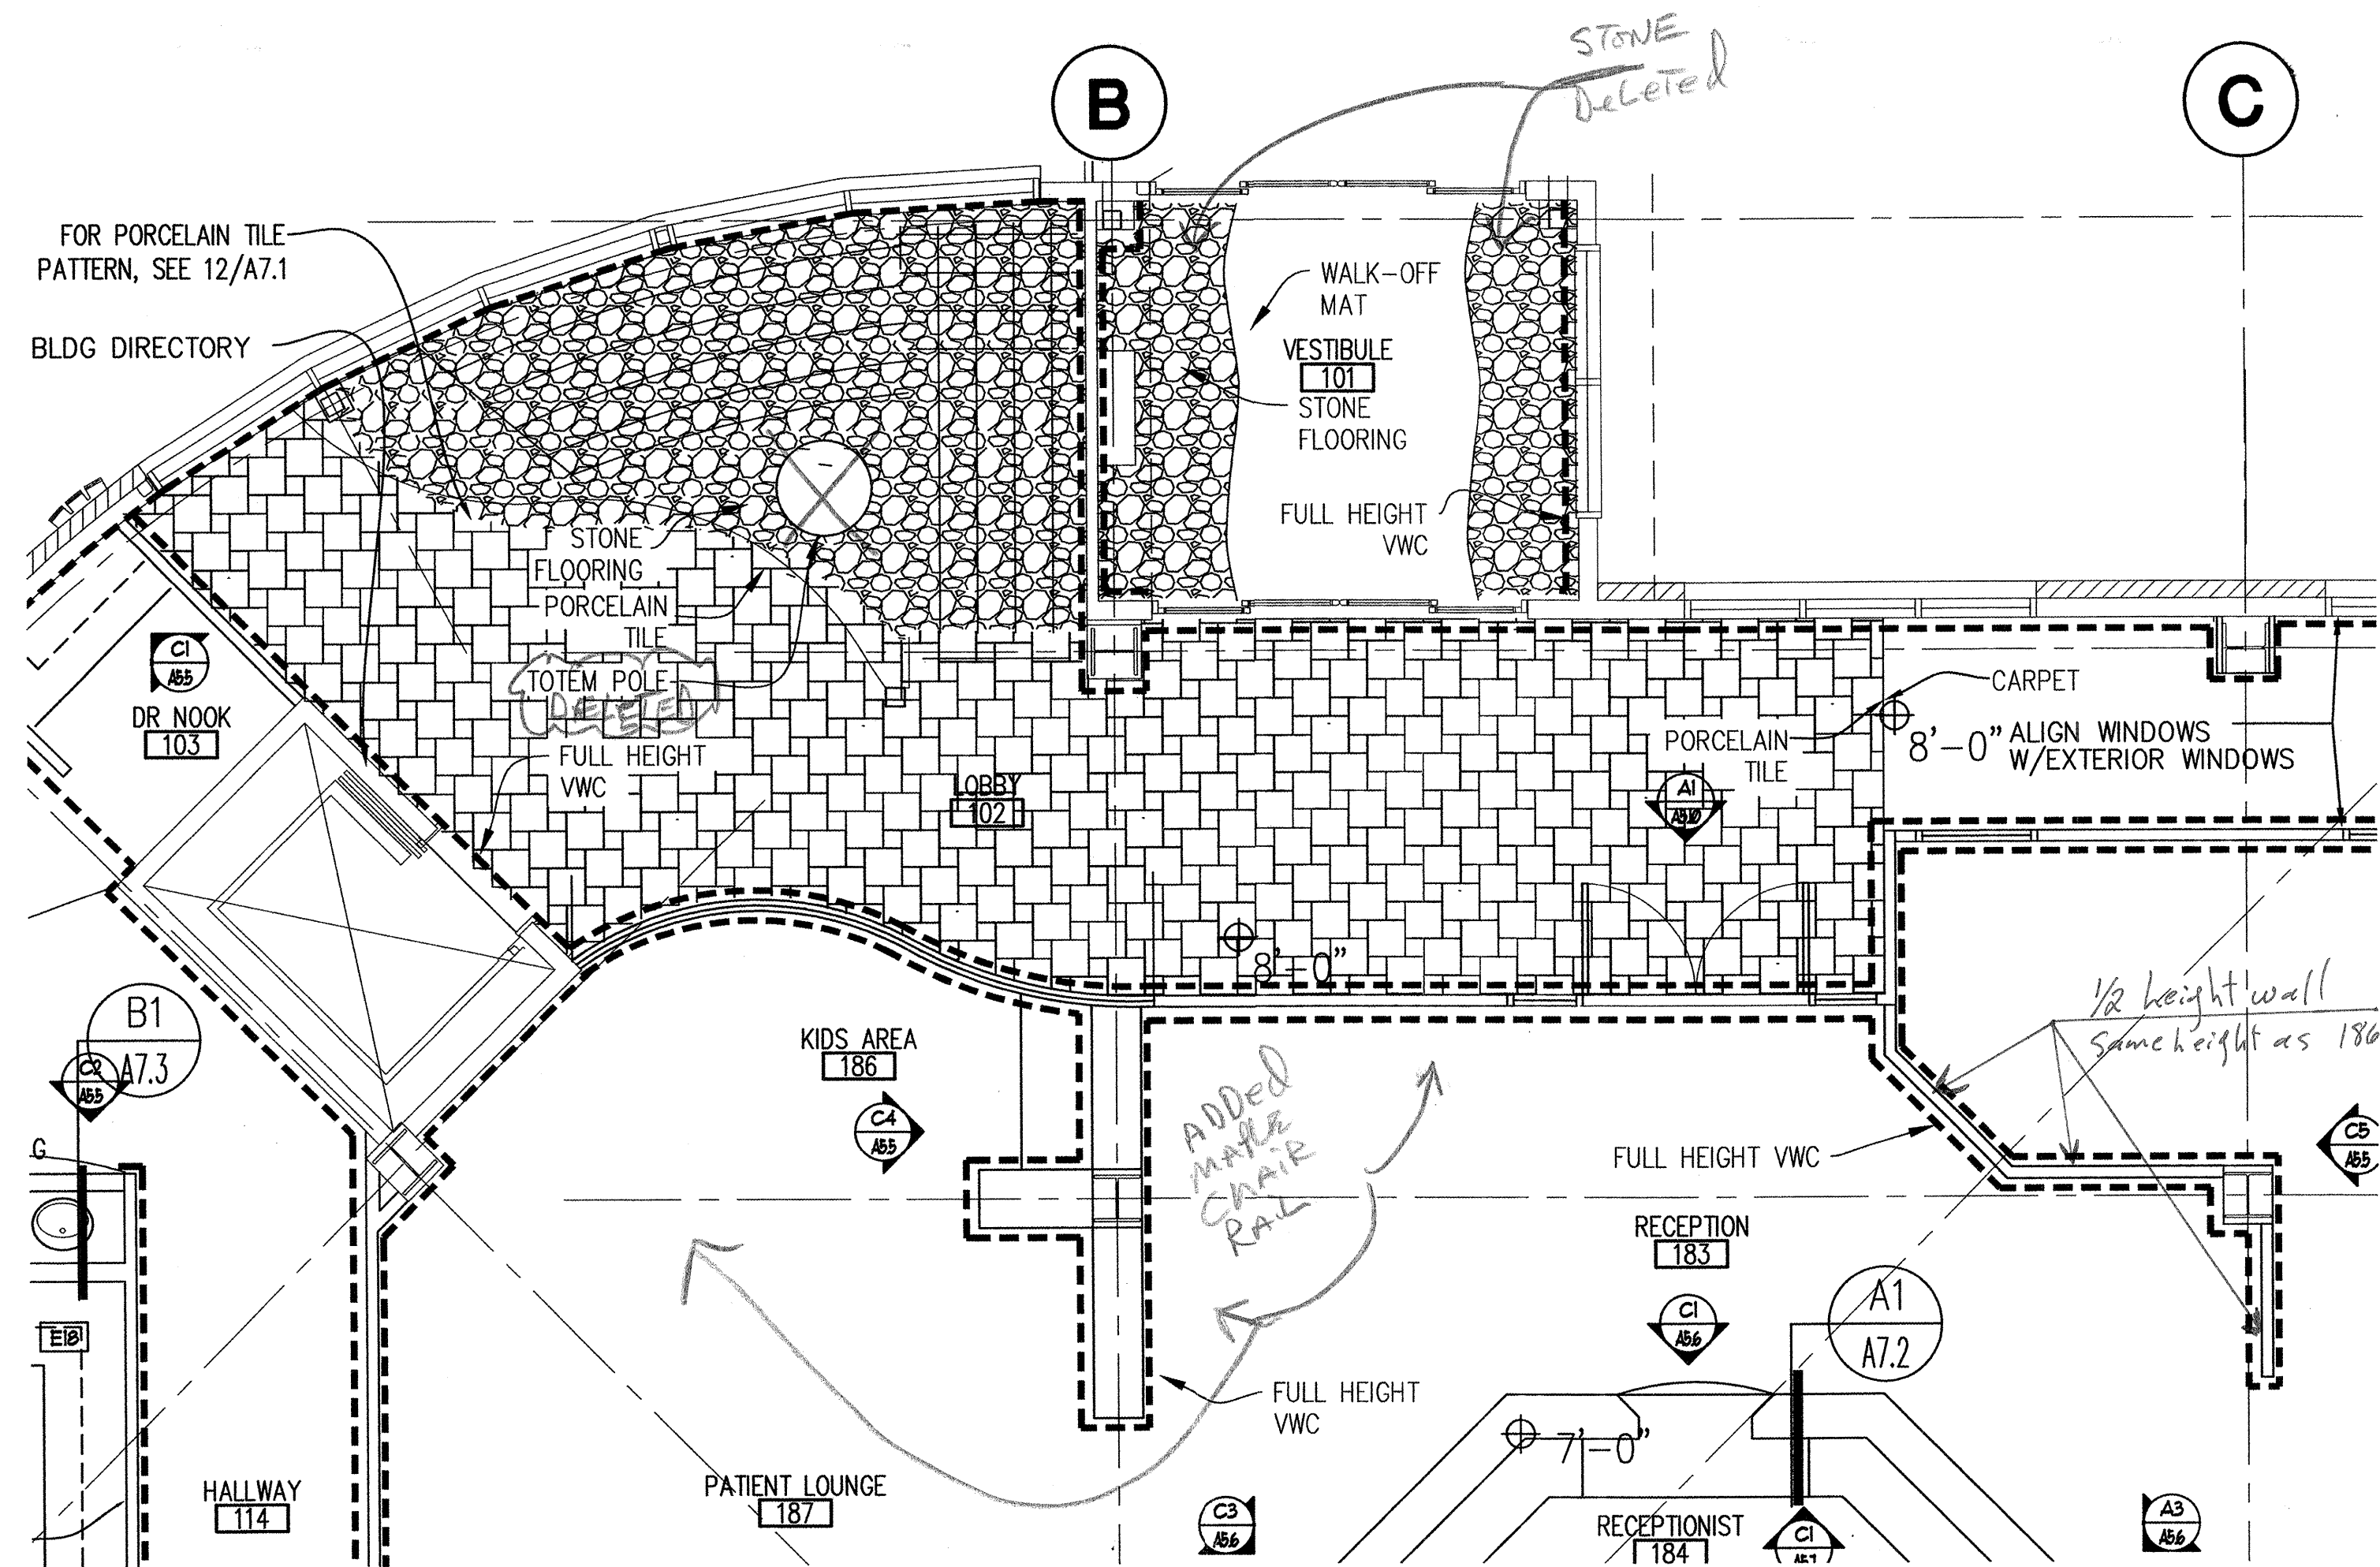 STONE
DeLeTed
B
C
FOR PORCELAIN TILE
PATTERN, SEE 12/A7.1
BLDG DIRECTORY
WALK-OFF
MAT
VESTIBULE
101
STONE
FLOORING
FULL HEIGHT
VWC
STONE
FLOORING
PORCELAIN
TILE
TOTEM POLE
DELETED
FULL HEIGHT
VWC
C1
A5.5
DR NOOK
103
LOBBY
102
PORCELAIN
TILE
A1
A5.10
CARPET
8'-0"
ALIGN WINDOWS
W/EXTERIOR WINDOWS
8'-0"
B1
A7.3
C2
A5.5
KIDS AREA
186
C4
A5.5
ADDed
MAPLE
CHAIR
RAIL
1/2 height wall
Same height as 186
FULL HEIGHT VWC
C5
A5.5
G
RECEPTION
183
C1
A5.6
A1
A7.2
E18
FULL HEIGHT
VWC
7'-0"
HALLWAY
114
PATIENT LOUNGE
187
C3
A5.6
RECEPTIONIST
184
C1
A5.7
A3
A5.6